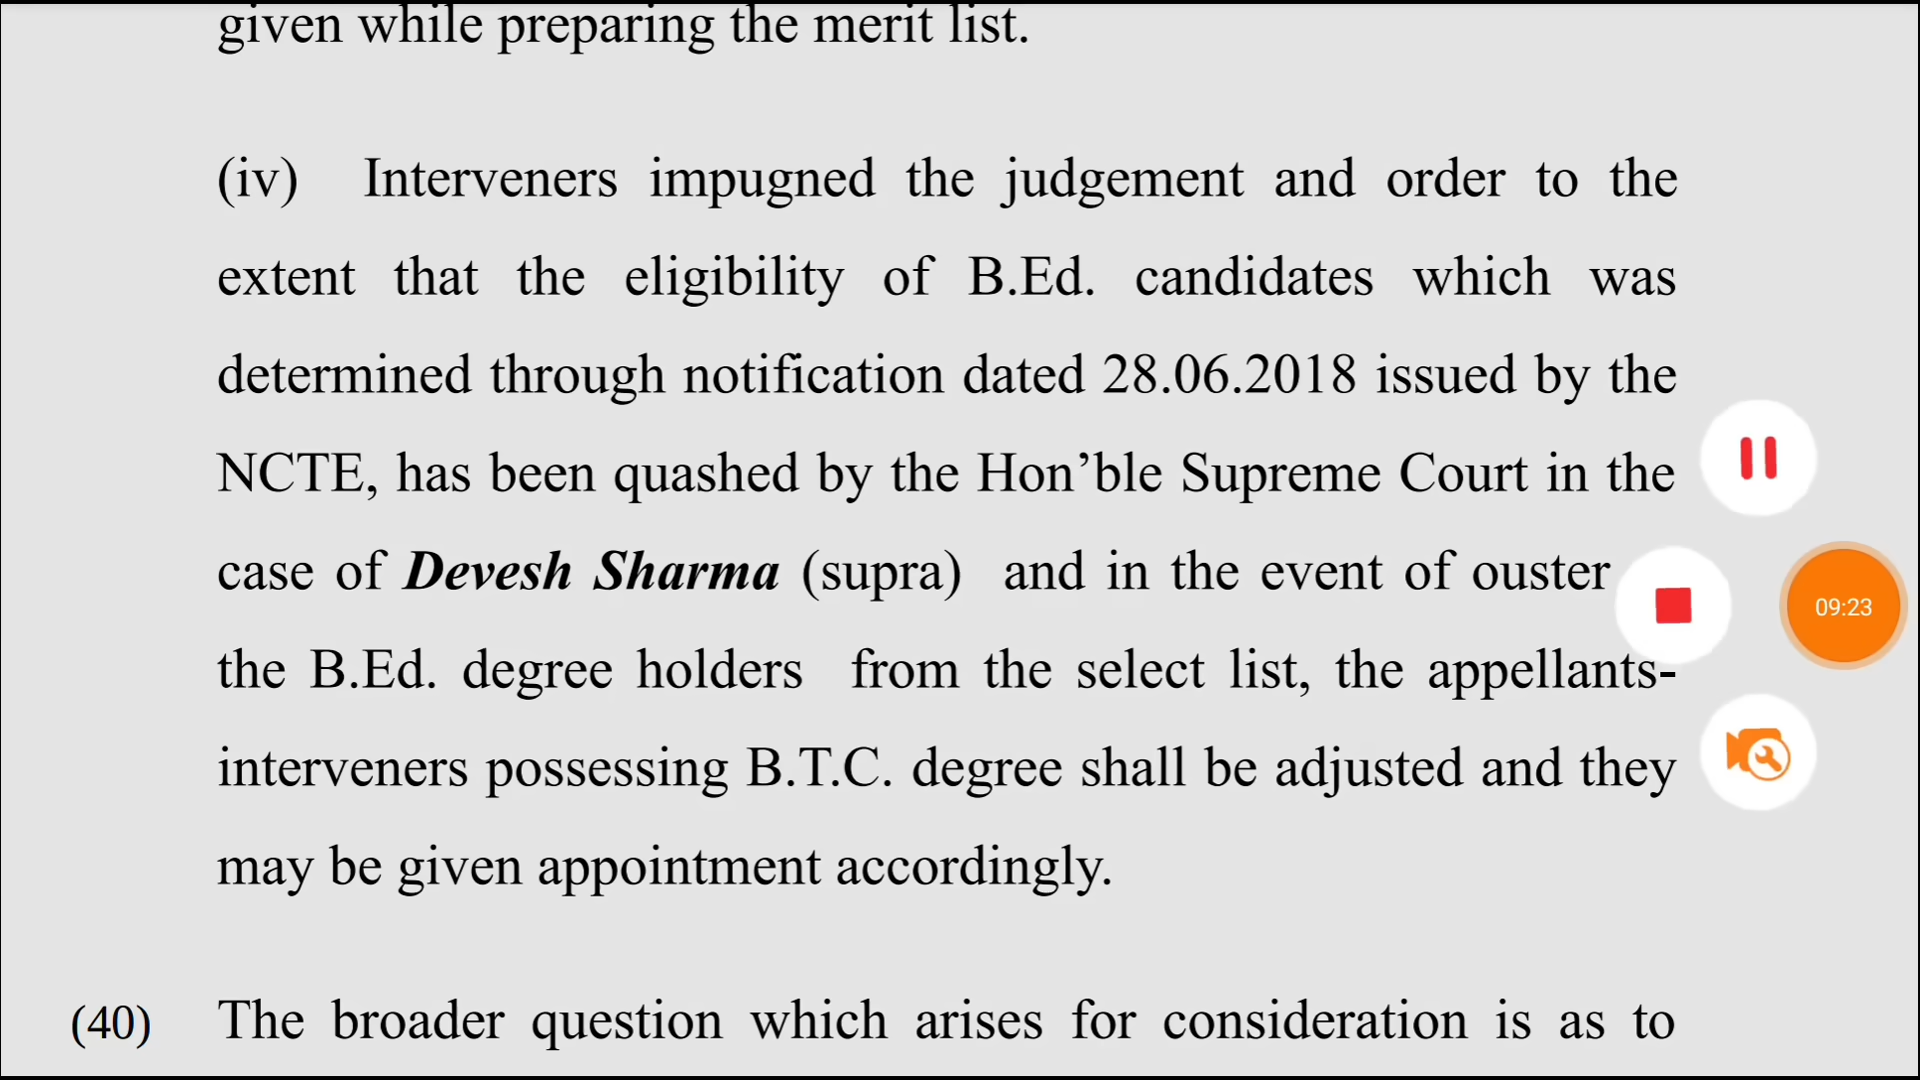 given while preparing the merit list.
(iv) Interveners impugned the judgement and order to the
extent that the eligibility of B.Ed. candidates which was
determined through notification dated 28.06.2018 issued by the
NCTE, has been quashed by the Hon’ble Supreme Court in the
case of Devesh Sharma (supra) and in the event of ouster
the B.Ed. degree holders from the select list, the appellants-
interveners possessing B.T.C. degree shall be adjusted and they
may be given appointment accordingly.
(40) The broader question which arises for consideration is as to
09:23